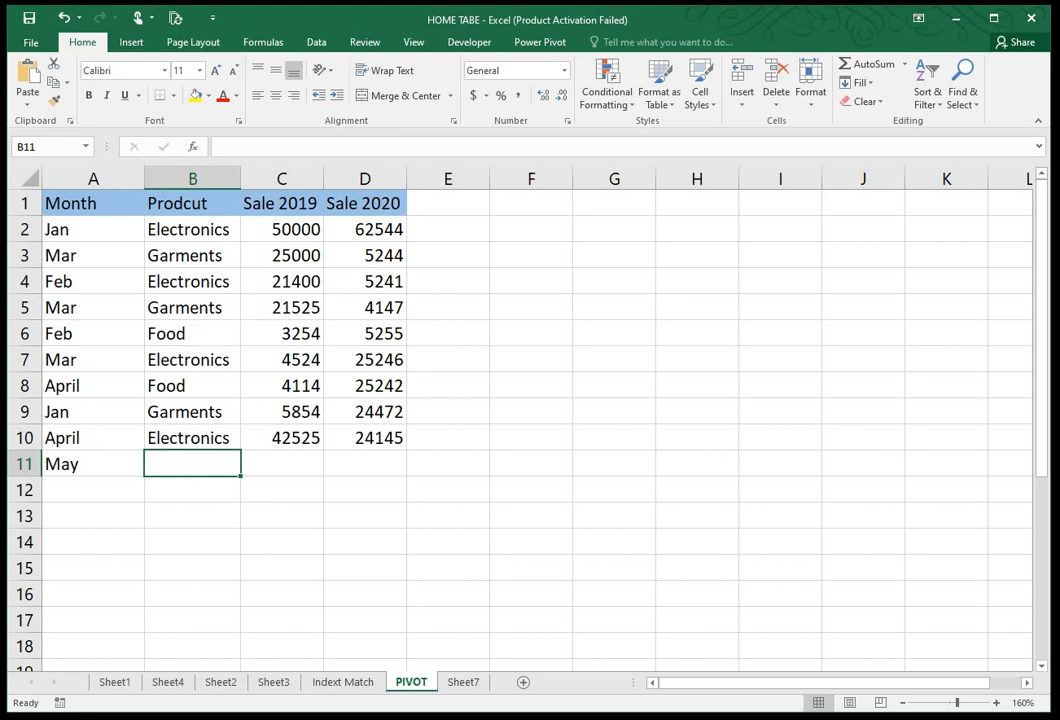 HOME TABE - Excel (Product Activation Failed)
File Home Insert Page Layout Formulas Data Review View Developer Power Pivot Tell me what you want to do... Share
Calibri 11 Wrap Text General AutoSum
Paste Conditional Formatting Format as Table Cell Styles Insert Delete Format Fill Sort & Filter Find & Select
B I U A Merge & Center $ % , Clear
Clipboard Font Alignment Number Styles Cells Editing
B11 fx
A B C D E F G H I J K L
1 Month Prodcut Sale 2019 Sale 2020
2 Jan Electronics 50000 62544
3 Mar Garments 25000 5244
4 Feb Electronics 21400 5241
5 Mar Garments 21525 4147
6 Feb Food 3254 5255
7 Mar Electronics 4524 25246
8 April Food 4114 25242
9 Jan Garments 5854 24472
10 April Electronics 42525 24145
11 May
12
13
14
15
16
17
18
19
Sheet1 Sheet4 Sheet2 Sheet3 Indext Match PIVOT Sheet7
Ready 160%